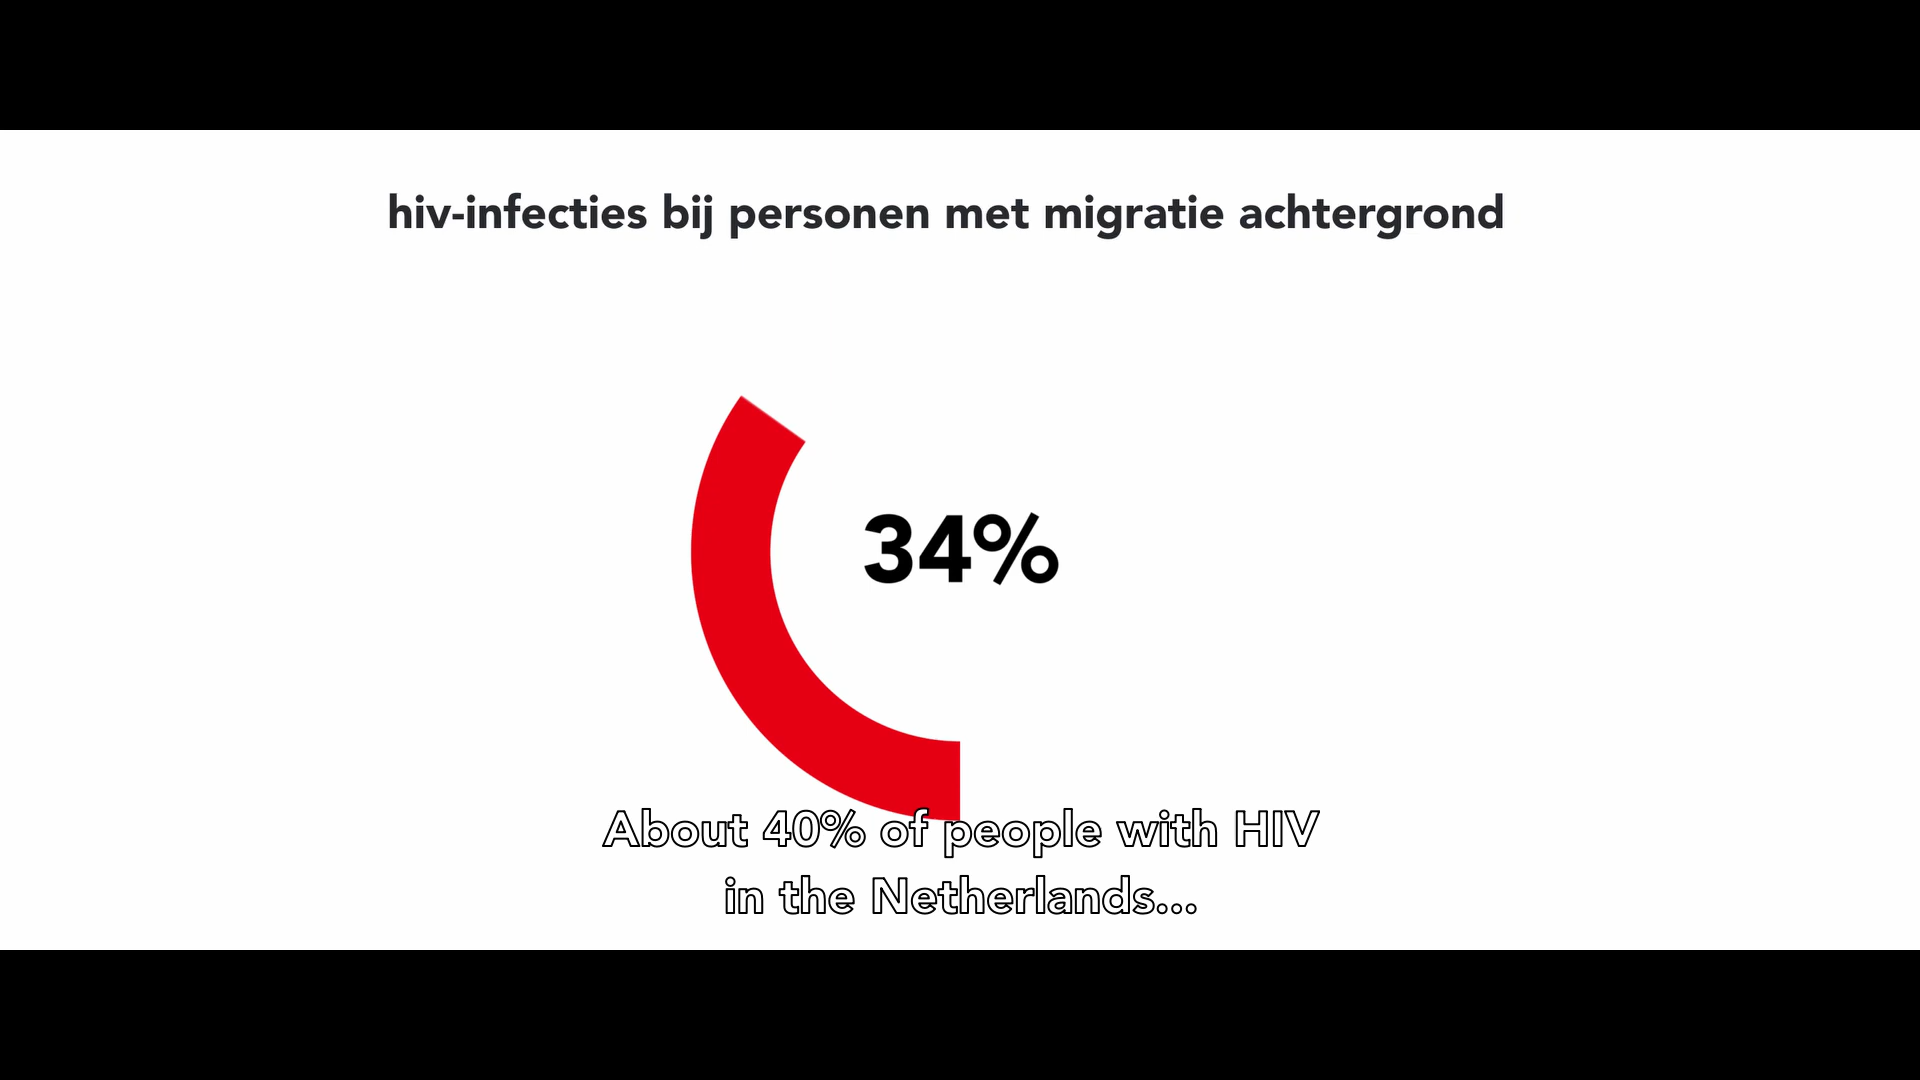 hiv-infecties bij personen met migratie achtergrond
34%
About 40% of people with HIV
in the Netherlands...